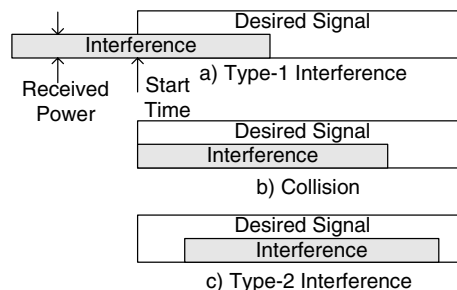 Desired Signal
Interference
a) Type-1 Interference
Received
Power
Start
Time
Desired Signal
Interference
b) Collision
Desired Signal
Interference
c) Type-2 Interference